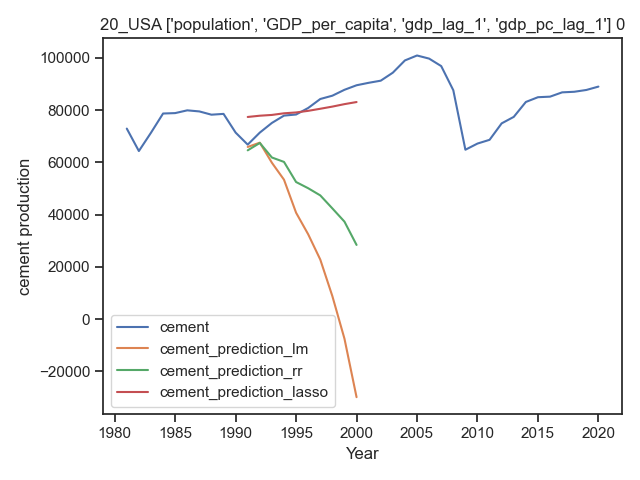 20_USA ['population', 'GDP_per_capita', 'gdp_lag_1', 'gdp_pc_lag_1'] 0
100000
80000
60000
40000
20000
0
−20000
cement production
cement
cement_prediction_lm
cement_prediction_rr
cement_prediction_lasso
1980 1985 1990 1995 2000 2005 2010 2015 2020
Year